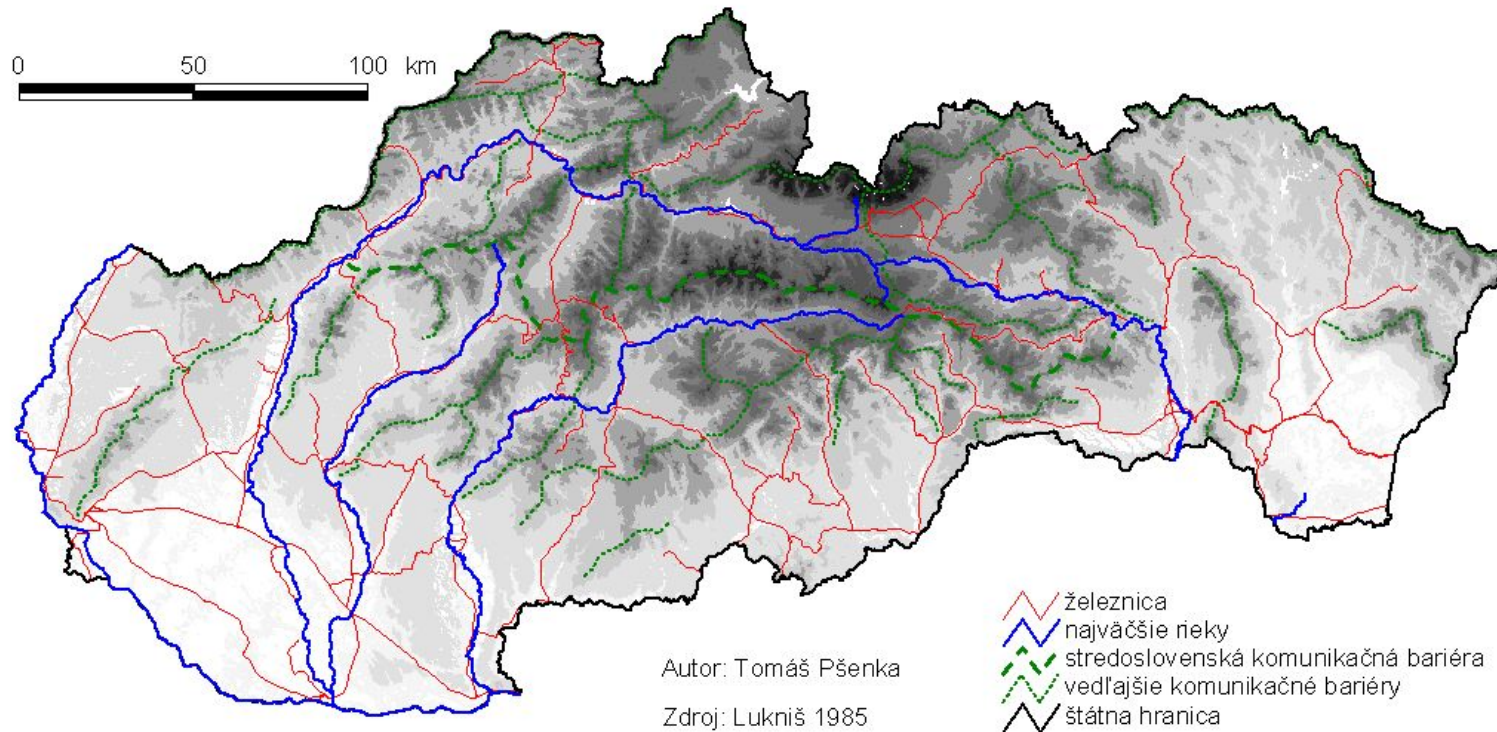 0 50 100 km
železnica
najväčšie rieky
stredoslovenská komunikačná bariéra
vedľajšie komunikačné bariéry
štátna hranica
Autor: Tomáš Pšenka
Zdroj: Lukniš 1985